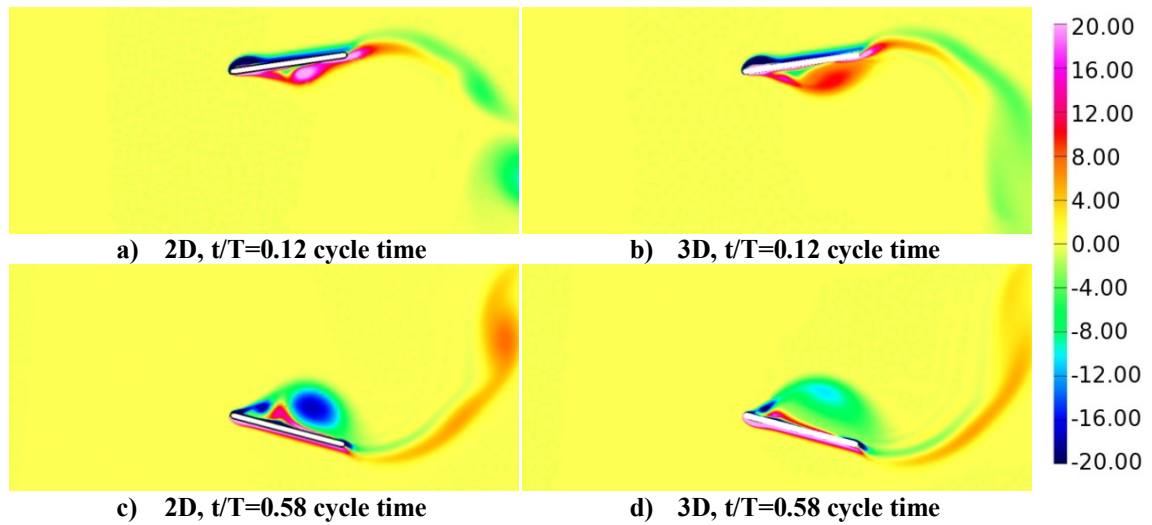 20.00
16.00
12.00
8.00
4.00
0.00
-4.00
-8.00
-12.00
-16.00
-20.00
a) 2D, t/T=0.12 cycle time
b) 3D, t/T=0.12 cycle time
c) 2D, t/T=0.58 cycle time
d) 3D, t/T=0.58 cycle time